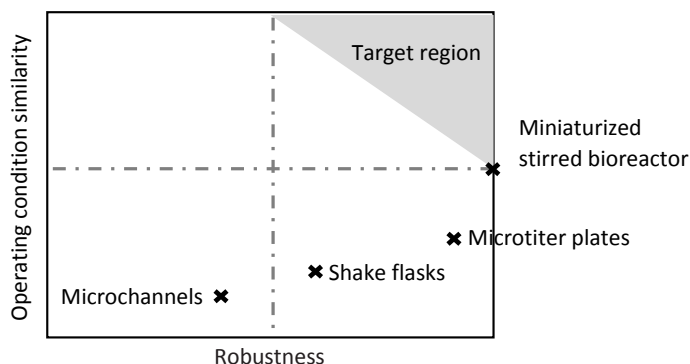 Operating condition similarity
Target region
Miniaturized
stirred bioreactor
Microtiter plates
Shake flasks
Microchannels
Robustness